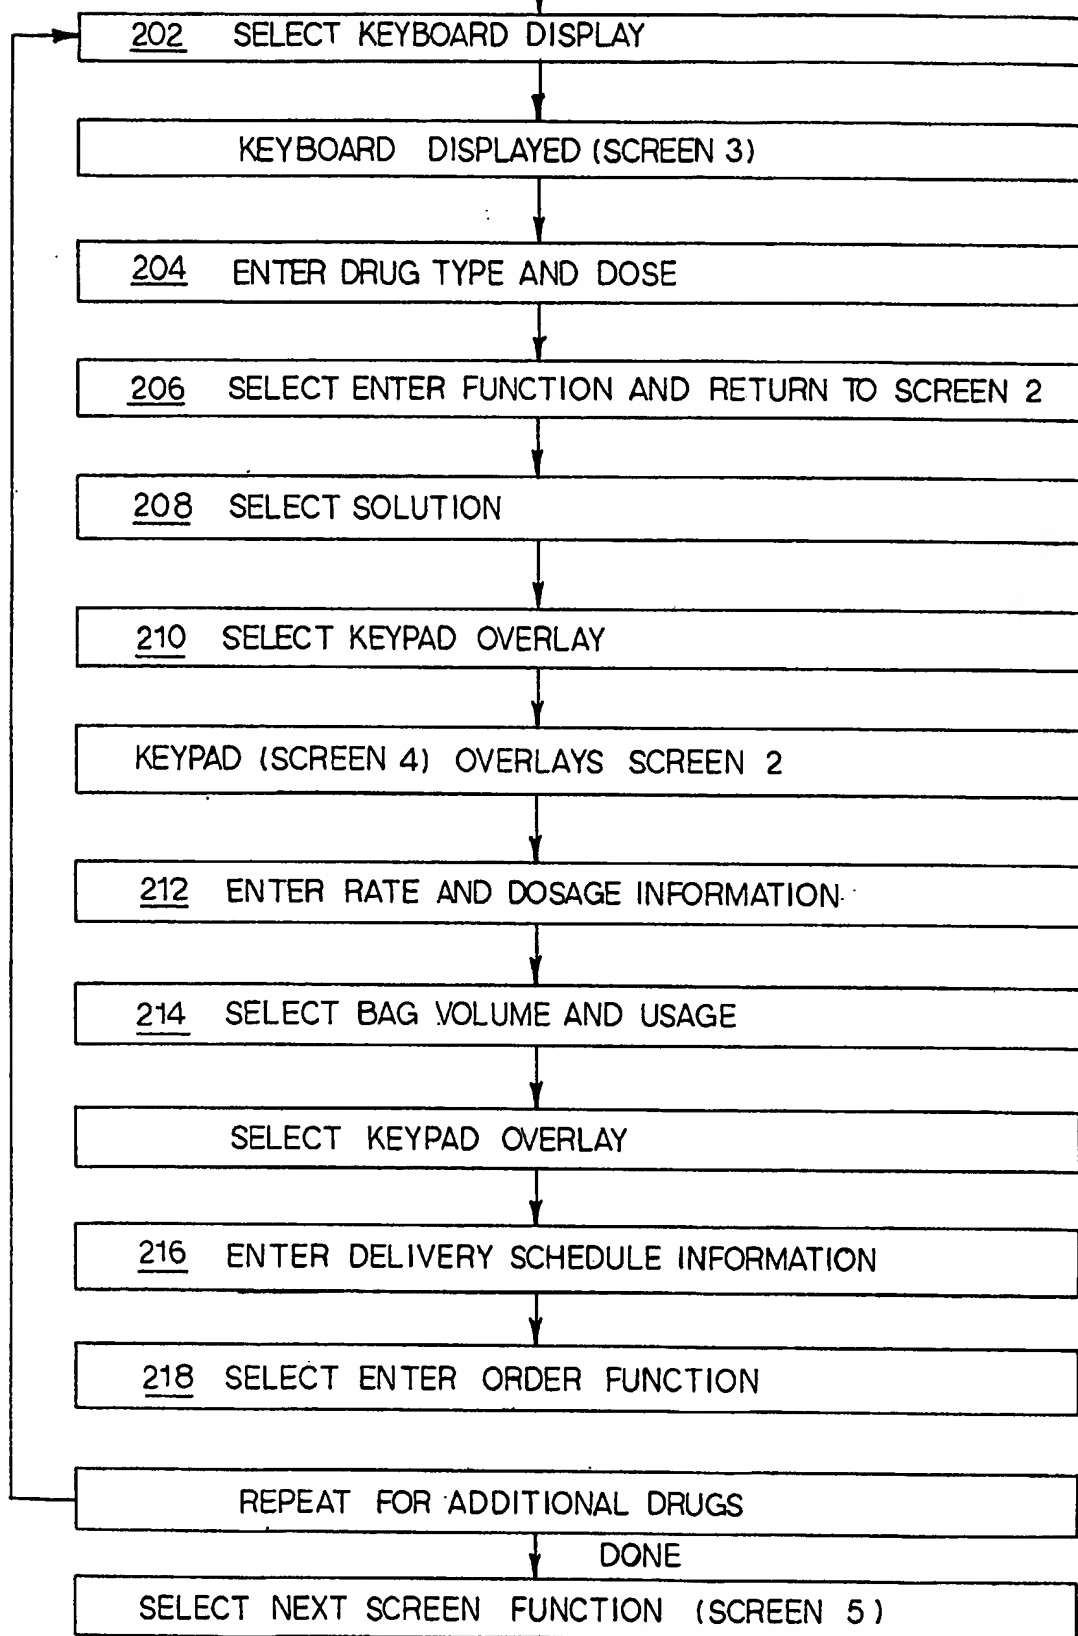 202 SELECT KEYBOARD DISPLAY
KEYBOARD DISPLAYED (SCREEN 3)
204 ENTER DRUG TYPE AND DOSE
206 SELECT ENTER FUNCTION AND RETURN TO SCREEN 2
208 SELECT SOLUTION
210 SELECT KEYPAD OVERLAY
KEYPAD (SCREEN 4) OVERLAYS SCREEN 2
212 ENTER RATE AND DOSAGE INFORMATION
214 SELECT BAG VOLUME AND USAGE
SELECT KEYPAD OVERLAY
216 ENTER DELIVERY SCHEDULE INFORMATION
218 SELECT ENTER ORDER FUNCTION
REPEAT FOR ADDITIONAL DRUGS
DONE
SELECT NEXT SCREEN FUNCTION (SCREEN 5)